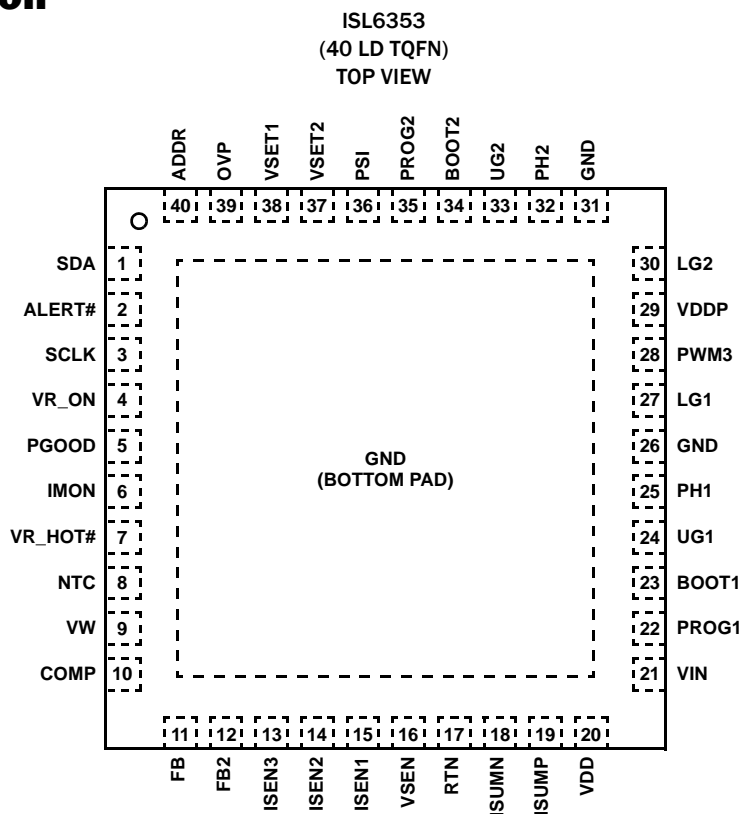 ISL6353
(40 LD TQFN)
TOP VIEW
ADDR
OVP
VSET1
VSET2
PSI
PROG2
BOOT2
UG2
PH2
GND
40 39 38 37 36 35 34 33 32 31
SDA 1
ALERT# 2
SCLK 3
VR_ON 4
PGOOD 5
IMON 6
VR_HOT# 7
NTC 8
VW 9
COMP 10
GND
(BOTTOM PAD)
30 LG2
29 VDDP
28 PWM3
27 LG1
26 GND
25 PH1
24 UG1
23 BOOT1
22 PROG1
21 VIN
11 12 13 14 15 16 17 18 19 20
FB
FB2
ISEN3
ISEN2
ISEN1
VSEN
RTN
ISUMN
ISUMP
VDD